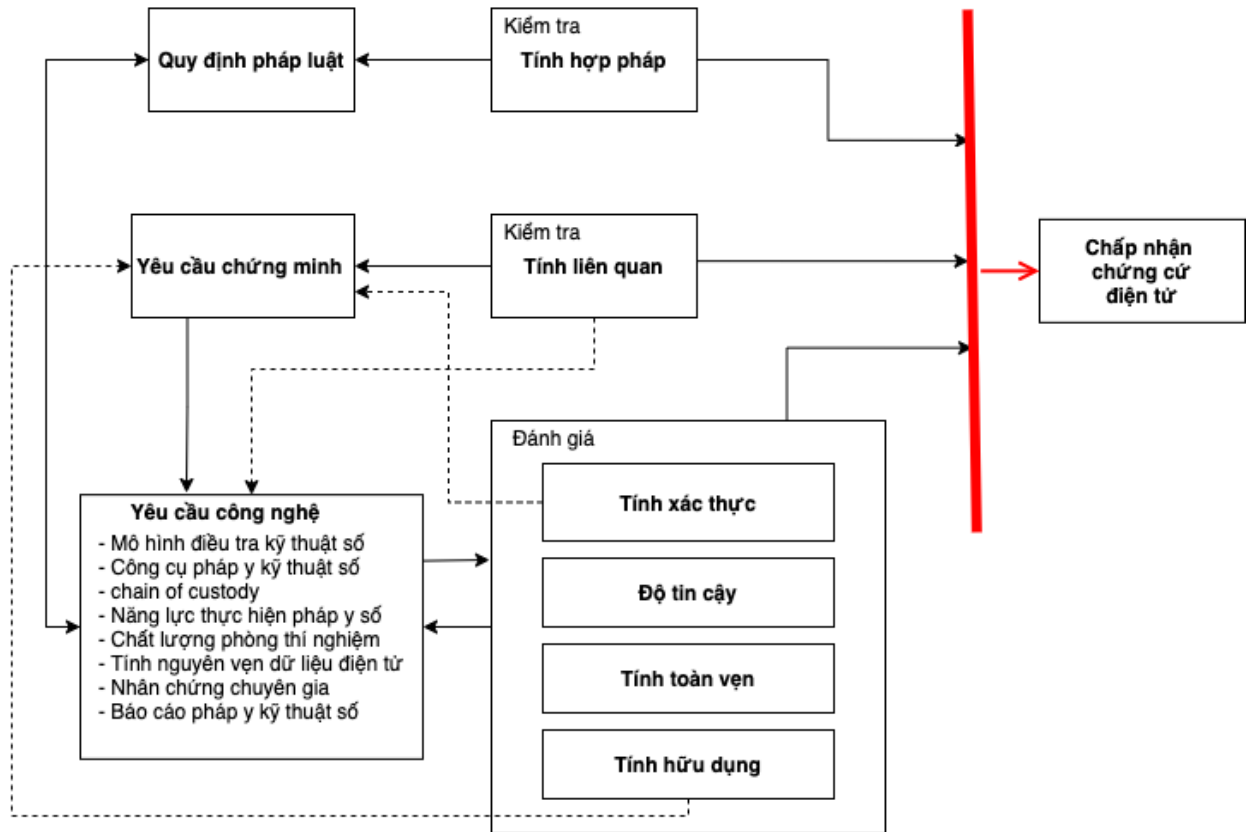 Quy định pháp luật
Kiểm tra
Tính hợp pháp
Yêu cầu chứng minh
Kiểm tra
Tính liên quan
Chấp nhận
chứng cứ
điện tử
Yêu cầu công nghệ
- Mô hình điều tra kỹ thuật số
- Công cụ pháp y kỹ thuật số
- chain of custody
- Năng lực thực hiện pháp y số
- Chất lượng phòng thí nghiệm
- Tính nguyên vẹn dữ liệu điện tử
- Nhân chứng chuyên gia
- Báo cáo pháp y kỹ thuật số
Đánh giá
Tính xác thực
Độ tin cậy
Tính toàn vẹn
Tính hữu dụng